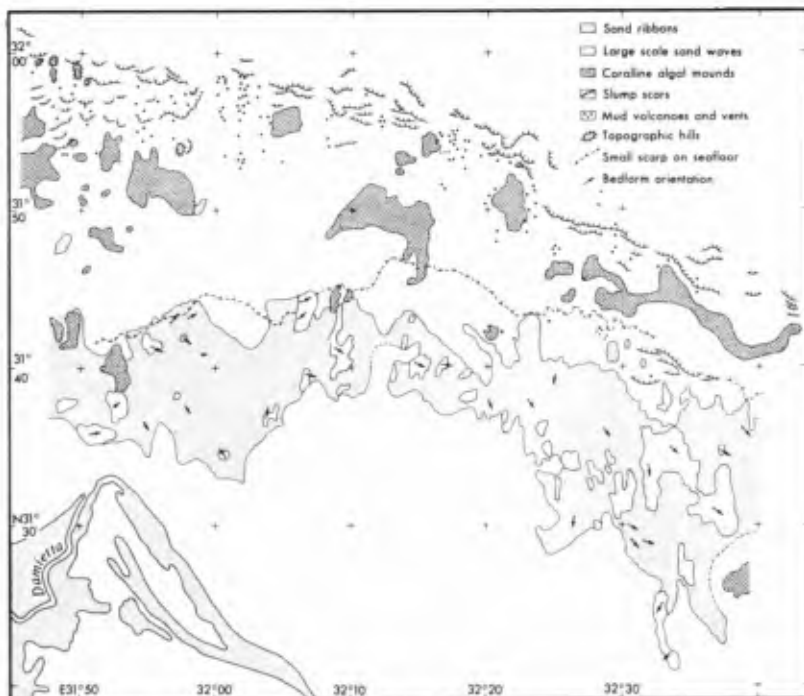 Sand ribbons
Large scale sand waves
Coraline algal mounds
Slump scars
Mud volcanoes and vents
Topographic hills
Small scarp on seafloor
Bedform orientation
32
00
31
50
31
40
N31
30
Damietta
E31°50
32°00
32°10
32°20
32°30